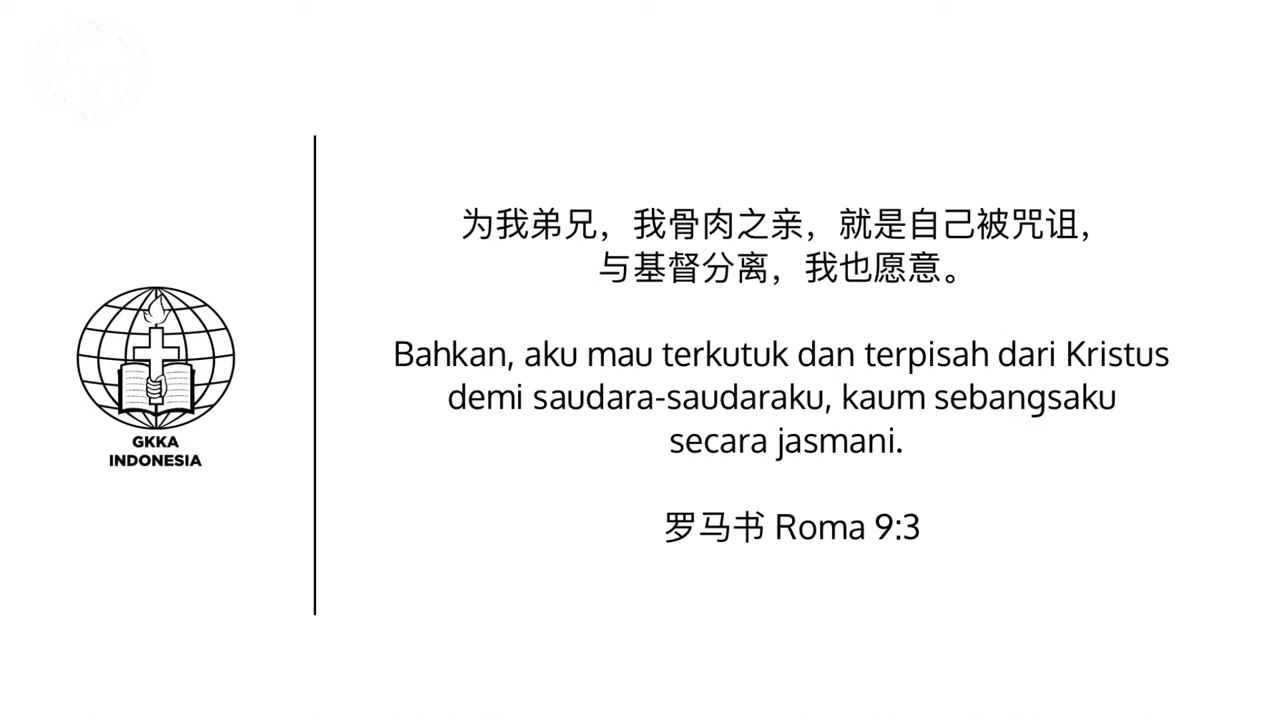 为我弟兄，我骨肉之亲，就是自己被咒诅，
与基督分离，我也愿意。
Bahkan, aku mau terkutuk dan terpisah dari Kristus
demi saudara-saudaraku, kaum sebangsaku
secara jasmani.
罗马书 Roma 9:3
GKKA
INDONESIA